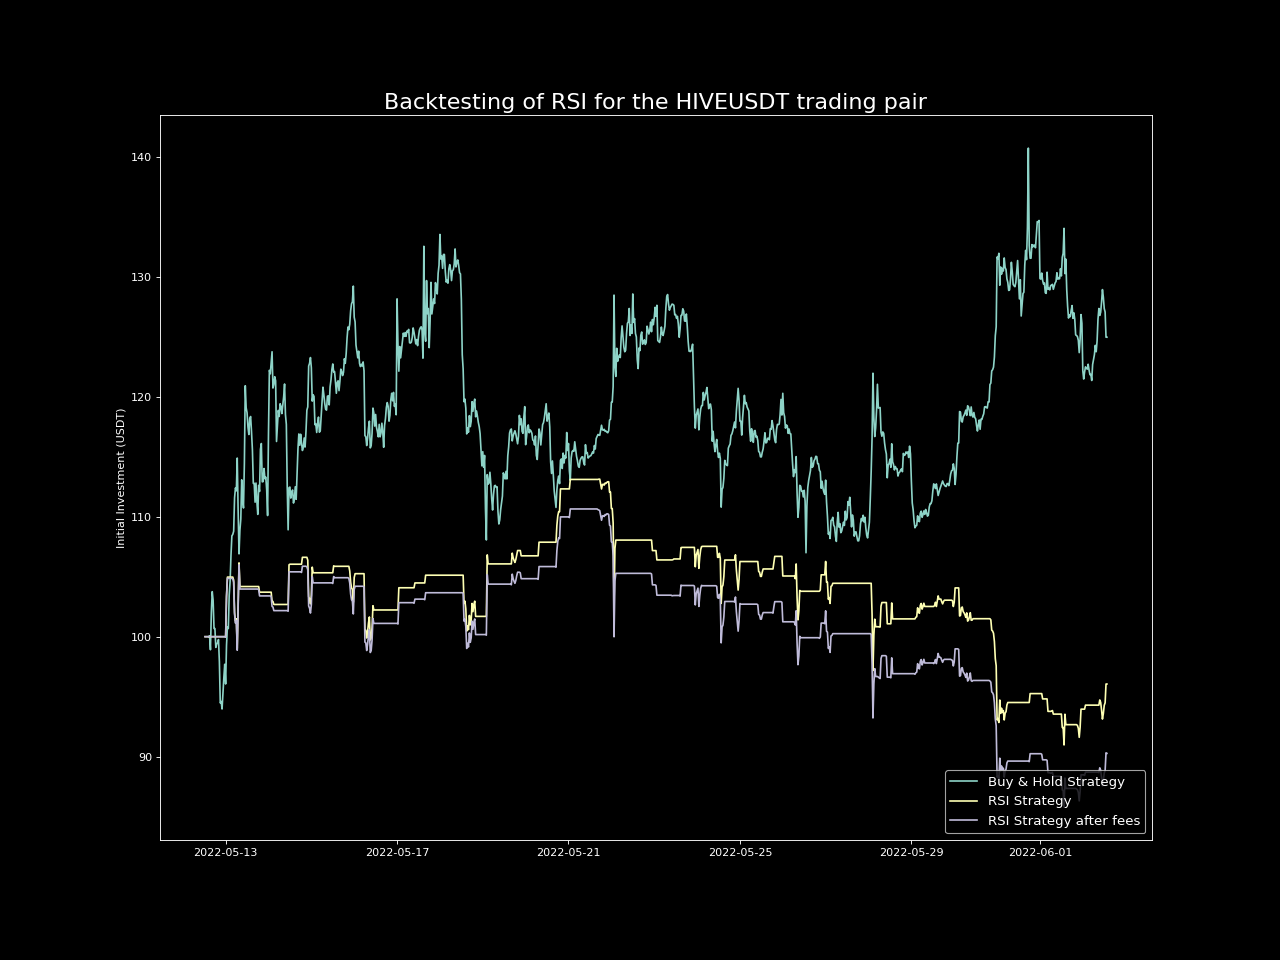 Backtesting of RSI for the HIVEUSDT trading pair
140
130
120
110
100
90
Initial Investment (USDT)
2022-05-13
2022-05-17
2022-05-21
2022-05-25
2022-05-29
2022-06-01
Buy & Hold Strategy
RSI Strategy
RSI Strategy after fees